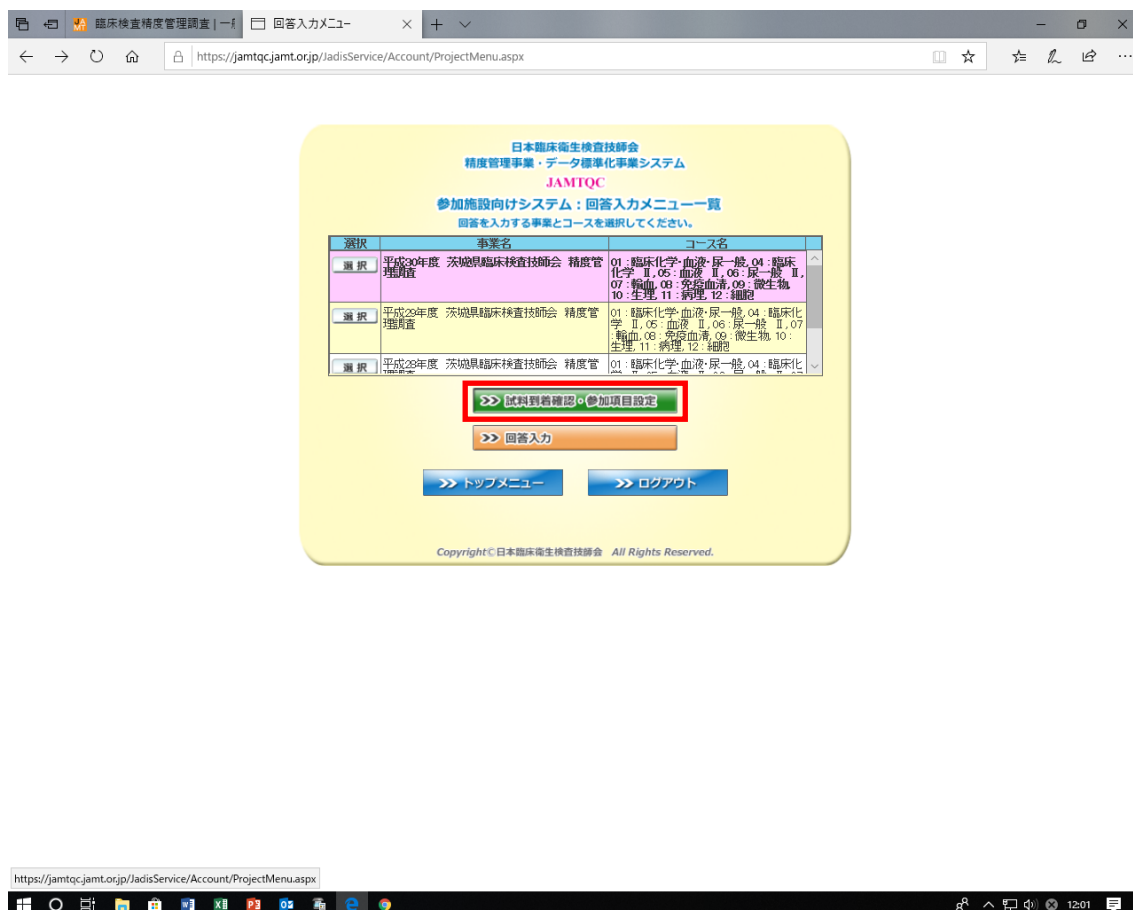 臨床検査精度管理調査 | 一般
回答入力ﾒﾆｭｰ
https://jamtqc.jamt.or.jp/JadisService/Account/ProjectMenu.aspx
日本臨床衛生検査技師会
精度管理事業・データ標準化事業システム
JAMTQC
参加施設向けシステム：回答入力メニュー一覧
回答を入力する事業とコースを選択してください。
選択 事業名 コース名
選択 平成30年度 茨城県臨床検査技師会 精度管理調査
01：臨床化学・血液・尿一般, 04：臨床
化学 Ⅱ, 05：血液 Ⅱ, 06：尿一般 Ⅱ,
07：輸血, 08：免疫血清, 09：微生物,
10：生理, 11：病理, 12：細胞
選択 平成29年度 茨城県臨床検査技師会 精度管理調査
01：臨床化学・血液・尿一般, 04：臨床化
学 Ⅱ, 05：血液 Ⅱ, 06：尿一般 Ⅱ, 07
：輸血, 08：免疫血清, 09：微生物, 10：
生理, 11：病理, 12：細胞
選択 平成28年度 茨城県臨床検査技師会 精度管
01：臨床化学・血液・尿一般, 04：臨床化
>> 試料到着確認・参加項目設定
>> 回答入力
>> トップメニュー >> ログアウト
Copyright©日本臨床衛生検査技師会 All Rights Reserved.
https://jamtqc.jamt.or.jp/JadisService/Account/ProjectMenu.aspx
12:01